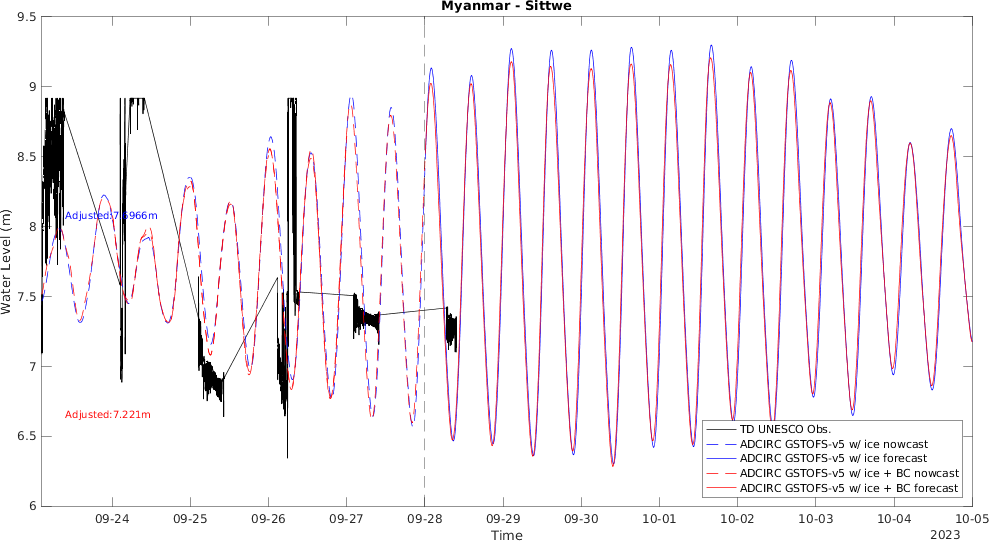 Myanmar - Sittwe
Water Level (m)
9.5
9
8.5
8
7.5
7
6.5
6
Adjusted:7.6966m
Adjusted:7.221m
TD UNESCO Obs.
ADCIRC GSTOFS-v5 w/ ice nowcast
ADCIRC GSTOFS-v5 w/ ice forecast
ADCIRC GSTOFS-v5 w/ ice + BC nowcast
ADCIRC GSTOFS-v5 w/ ice + BC forecast
09-24 09-25 09-26 09-27 09-28 09-29 09-30 10-01 10-02 10-03 10-04 10-05
Time
2023